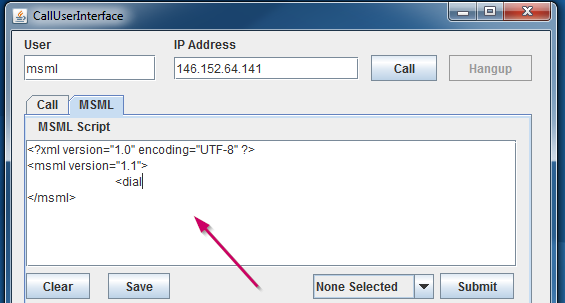 CallUserInterface
User IP Address
msml 146.152.64.141 Call Hangup
Call MSML
MSML Script
<?xml version="1.0" encoding="UTF-8" ?>
<msml version="1.1">
<dial
</msml>
Clear Save None Selected Submit